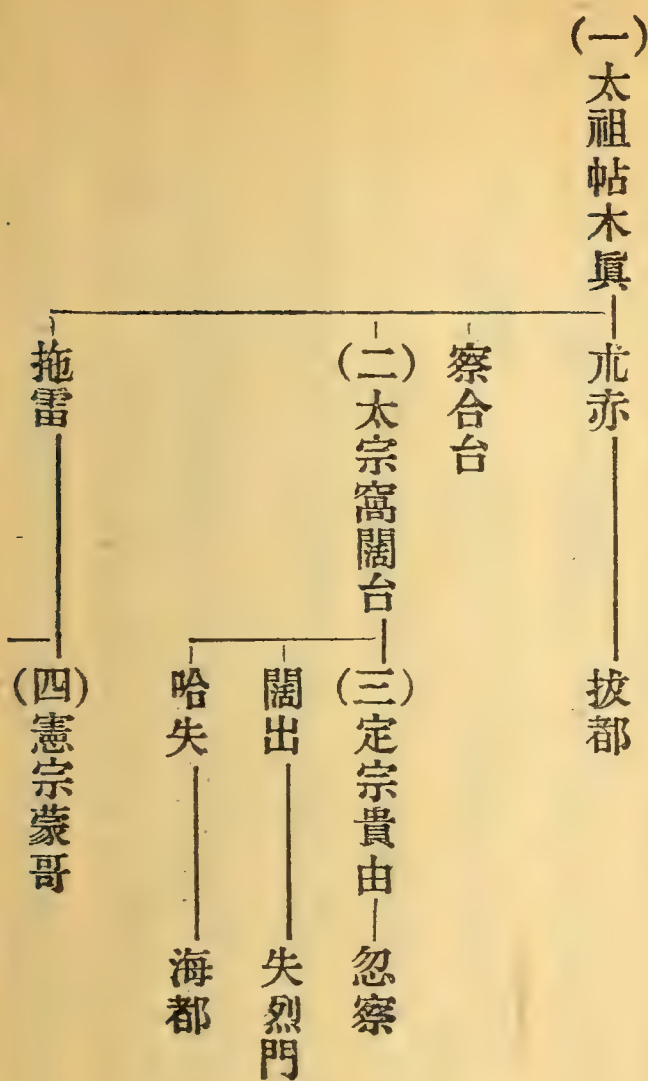 (一)太祖帖木眞 朮赤 拔都
察合台
(二)太宗窩闊台 (三)定宗貴由 忽察
闊出 失烈門
哈失 海都
拖雷 (四)憲宗蒙哥